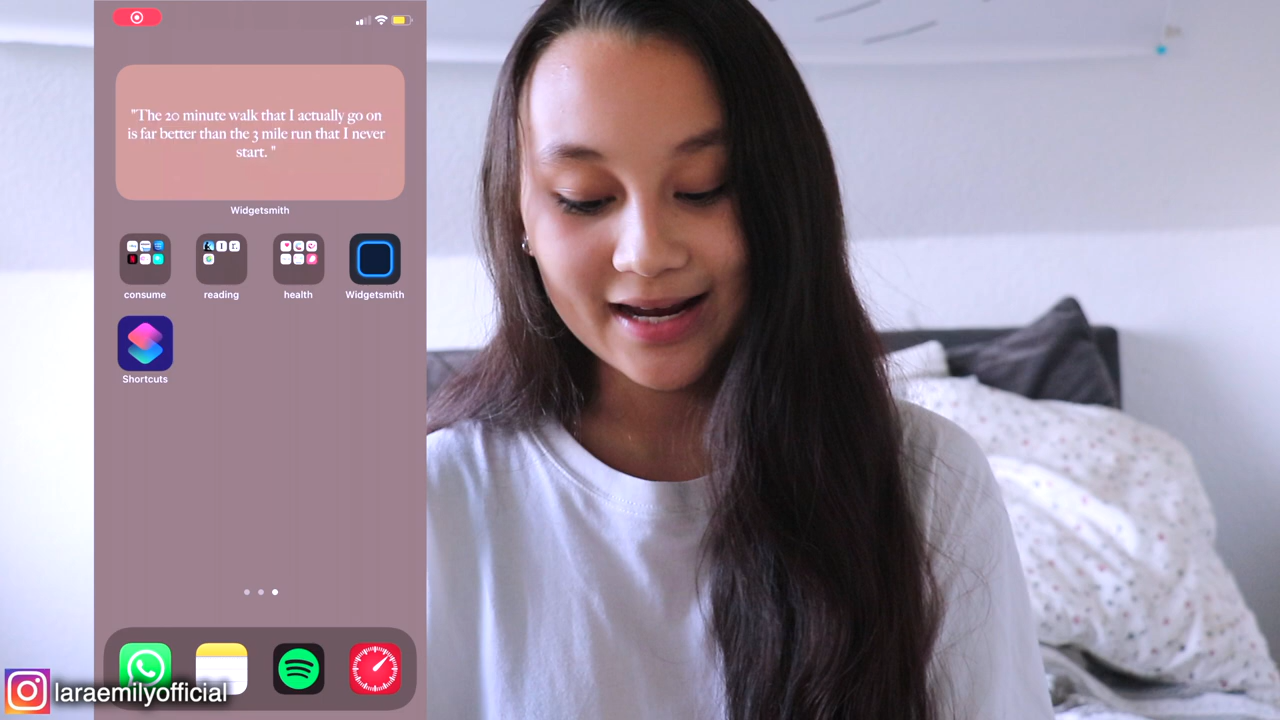 "The 20 minute walk that I actually go on
is far better than the 3 mile run that I never
start. "
Widgetsmith
consume
reading
health
Widgetsmith
Shortcuts
laraemilyofficial